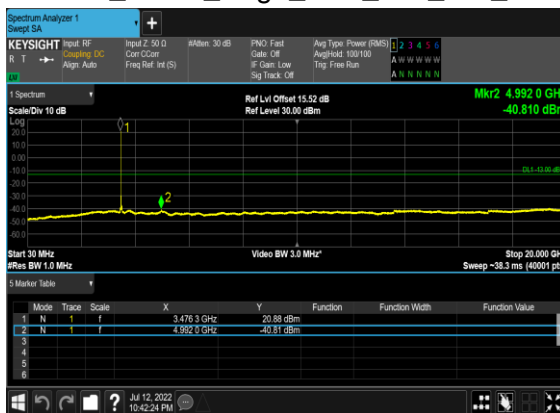 Spectrum Analyzer 1
Swept SA
KEYSIGHT Input: RF Input Z: 50 Ω #Atten: 30 dB PNO: Fast Avg Type: Power (RMS) 1 2 3 4 5 6
R T Coupling: DC Corr CCorr Gate: Off Avg|Hold: 100/100 A W W W W W
Align: Auto Freq Ref: Int (S) IF Gain: Low Trig: Free Run
Sig Track: Off A N N N N N
1 Spectrum Ref Lvl Offset 15.52 dB Mkr2 4.992 0 GHz
Scale/Div 10 dB Ref Level 30.00 dBm -40.810 dBm
Log
20.0 1
10.0
0.00
-10.0 DL1 -13.00 dB
-20.0
-30.0 2
-40.0
-50.0
-60.0
Start 30 MHz Video BW 3.0 MHz* Stop 20.000 GH
#Res BW 1.0 MHz Sweep ~38.3 ms (40001 pt
5 Marker Table
Mode Trace Scale X Y Function Function Width Function Value
1 N 1 f 3.476 3 GHz 20.88 dBm
2 N 1 f 4.992 0 GHz -40.81 dBm
3
4
5
6
? Jul 12, 2022
10:42:24 PM